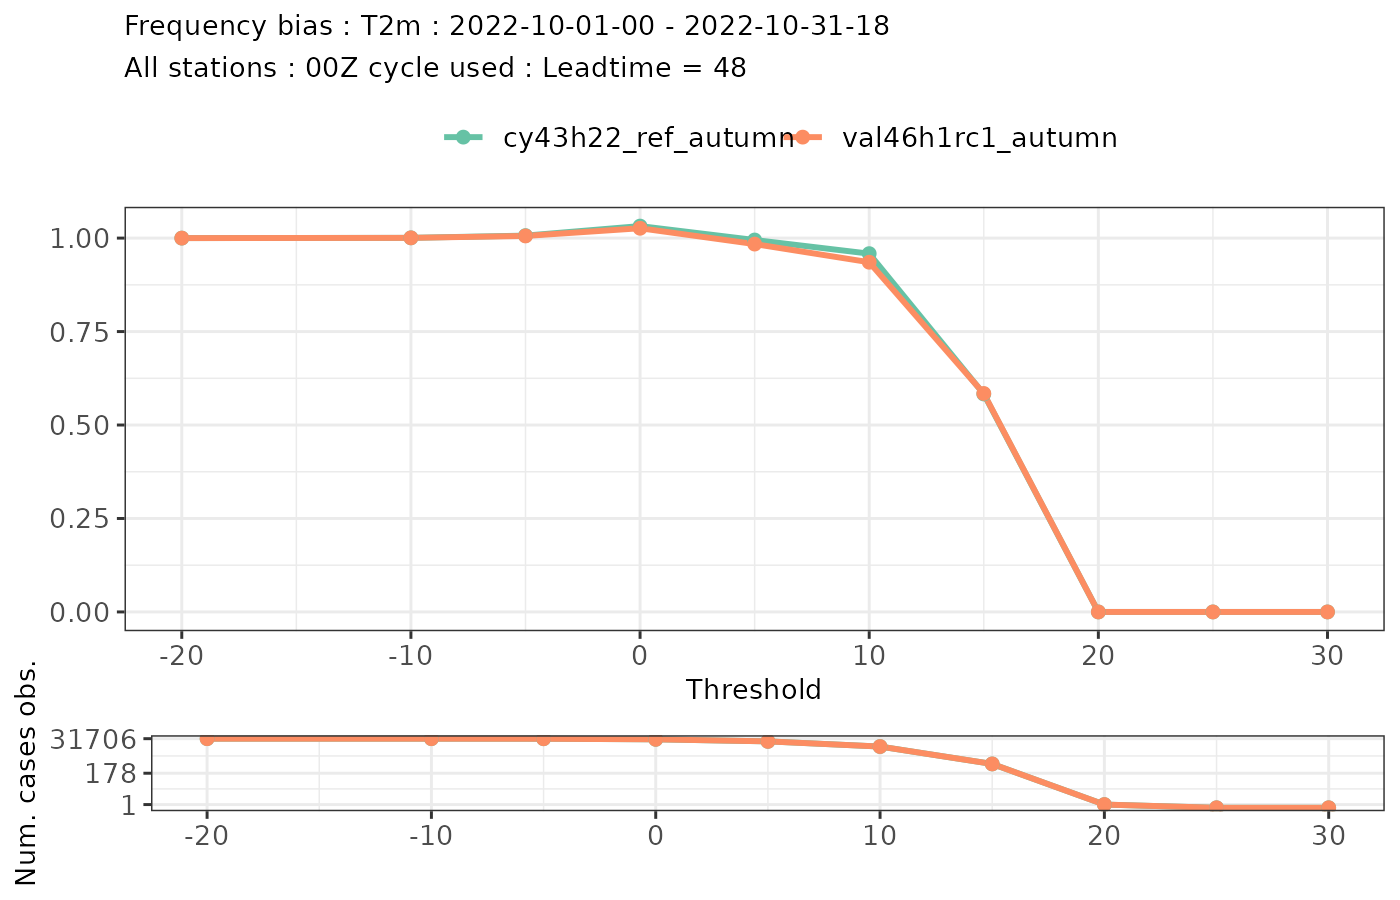 Frequency bias : T2m : 2022-10-01-00 - 2022-10-31-18
All stations : 00Z cycle used : Leadtime = 48
cy43h22_ref_autumn val46h1rc1_autumn
1.00
0.75
0.50
0.25
0.00
-20 -10 0 10 20 30
Threshold
Num. cases obs.
31706
178
1
-20 -10 0 10 20 30